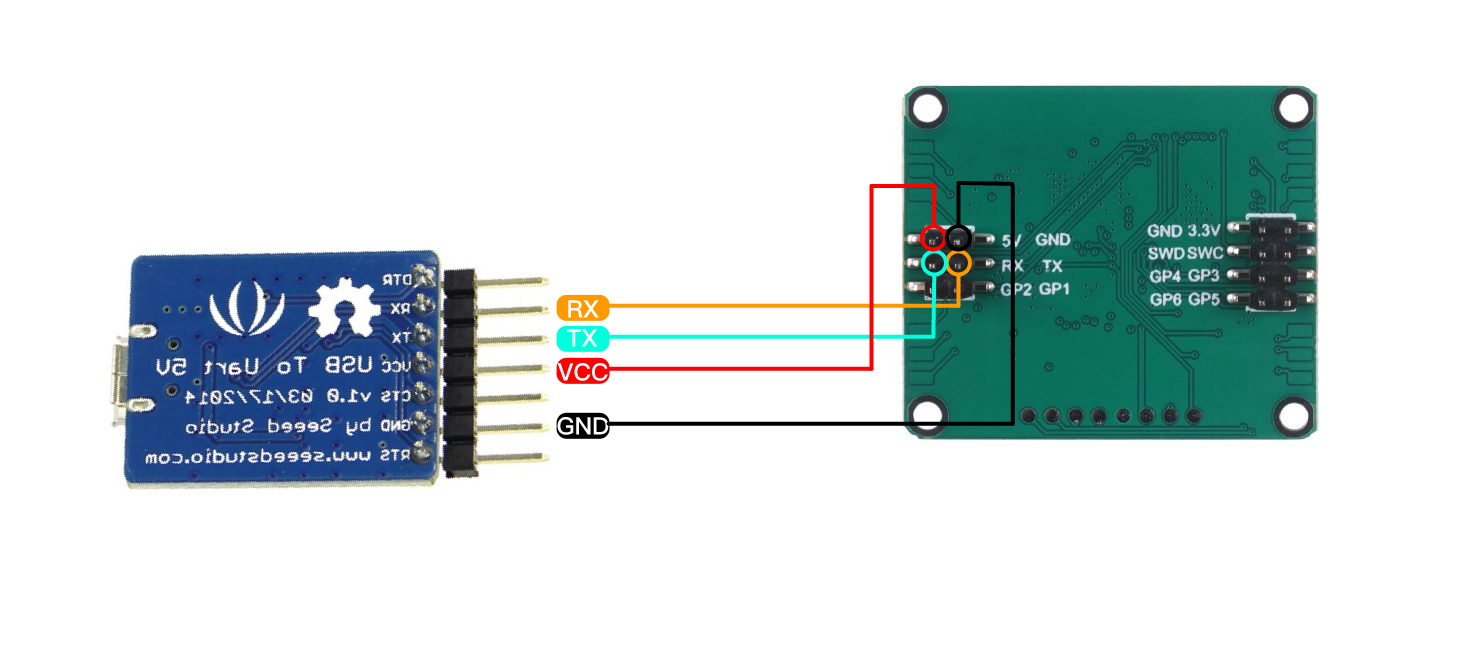 DTR
RX
TX
VCC
USB To Uart 5V
CTS
v1.0 03/17/2014
GND
by Seeed Studio
RTS
www.seeedstudio.com
RX
TX
VCC
GND
5V GND
RX TX
GP2 GP1
GND 3.3V
SWD SWC
GP4 GP3
GP6 GP5